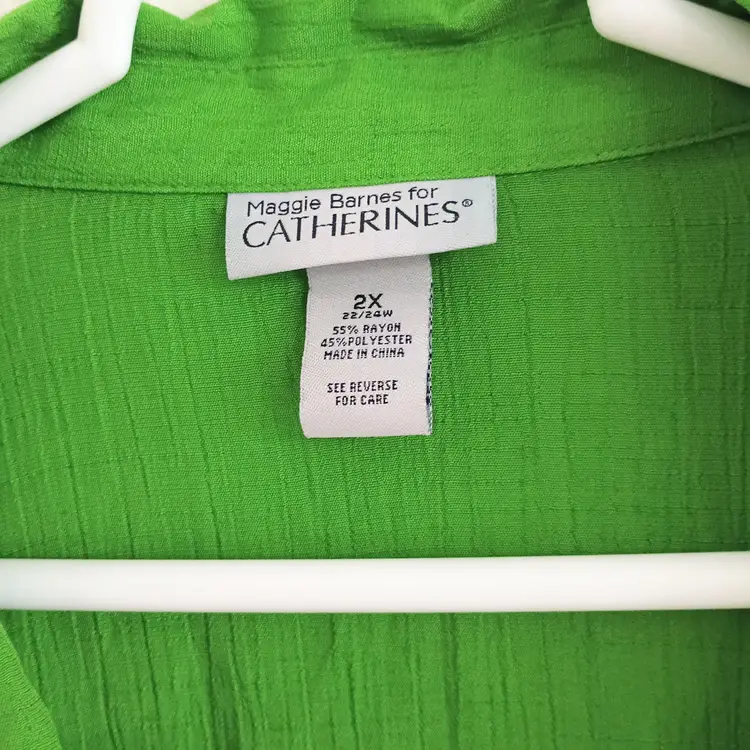 Maggie Barnes for
CATHERINES®
2X
22/24W
55% RAYON
45%POLYESTER
MADE IN CHINA
SEE REVERSE
FOR CARE